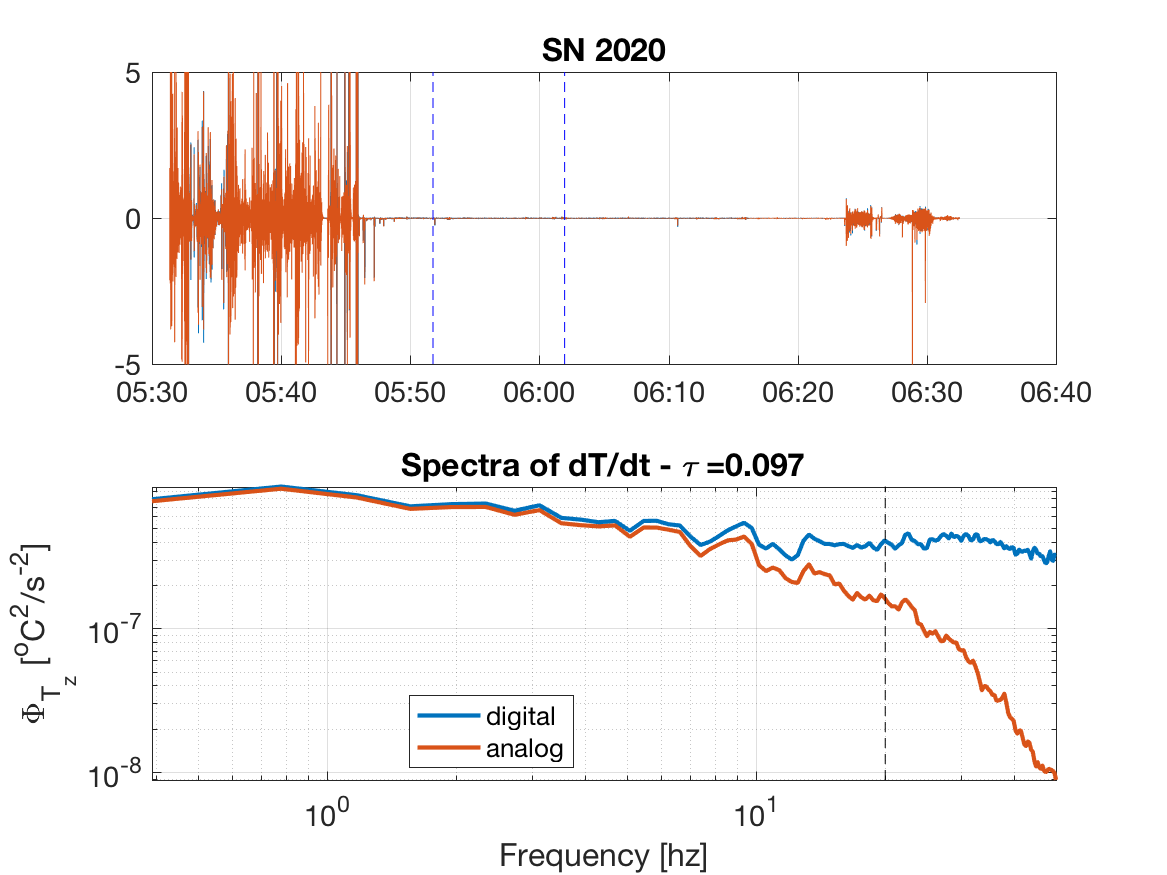 SN 2020
5
0
-5
05:30 05:40 05:50 06:00 06:10 06:20 06:30 06:40
Spectra of dT/dt - τ =0.097
Φ_{T_z} [°C²/s⁻²]
10⁻⁷
10⁻⁸
digital
analog
10⁰ 10¹
Frequency [hz]